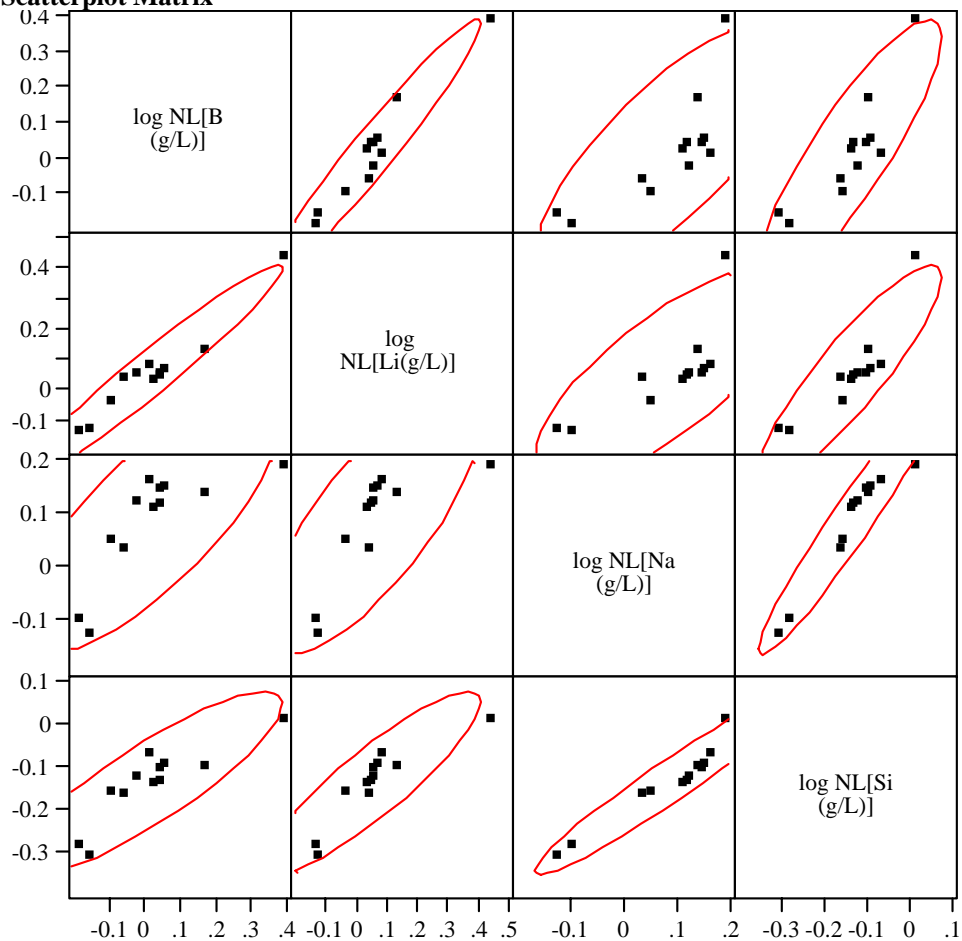 Scatterplot Matrix
0.4
0.3
0.2
0.1
0
-0.1
log NL[B
(g/L)]
0.4
0.2
0
-0.1
log
NL[Li(g/L)]
0.2
0.1
0
-0.1
log NL[Na
(g/L)]
0.1
0
-0.1
-0.2
-0.3
log NL[Si
(g/L)]
-0.1 0 .1 .2 .3 0.4 -0.1 0 .1 .2 .3 .4 .5 -0.1 0 0.1 .2 -0.3 -0.2 -0.1 0 0.1